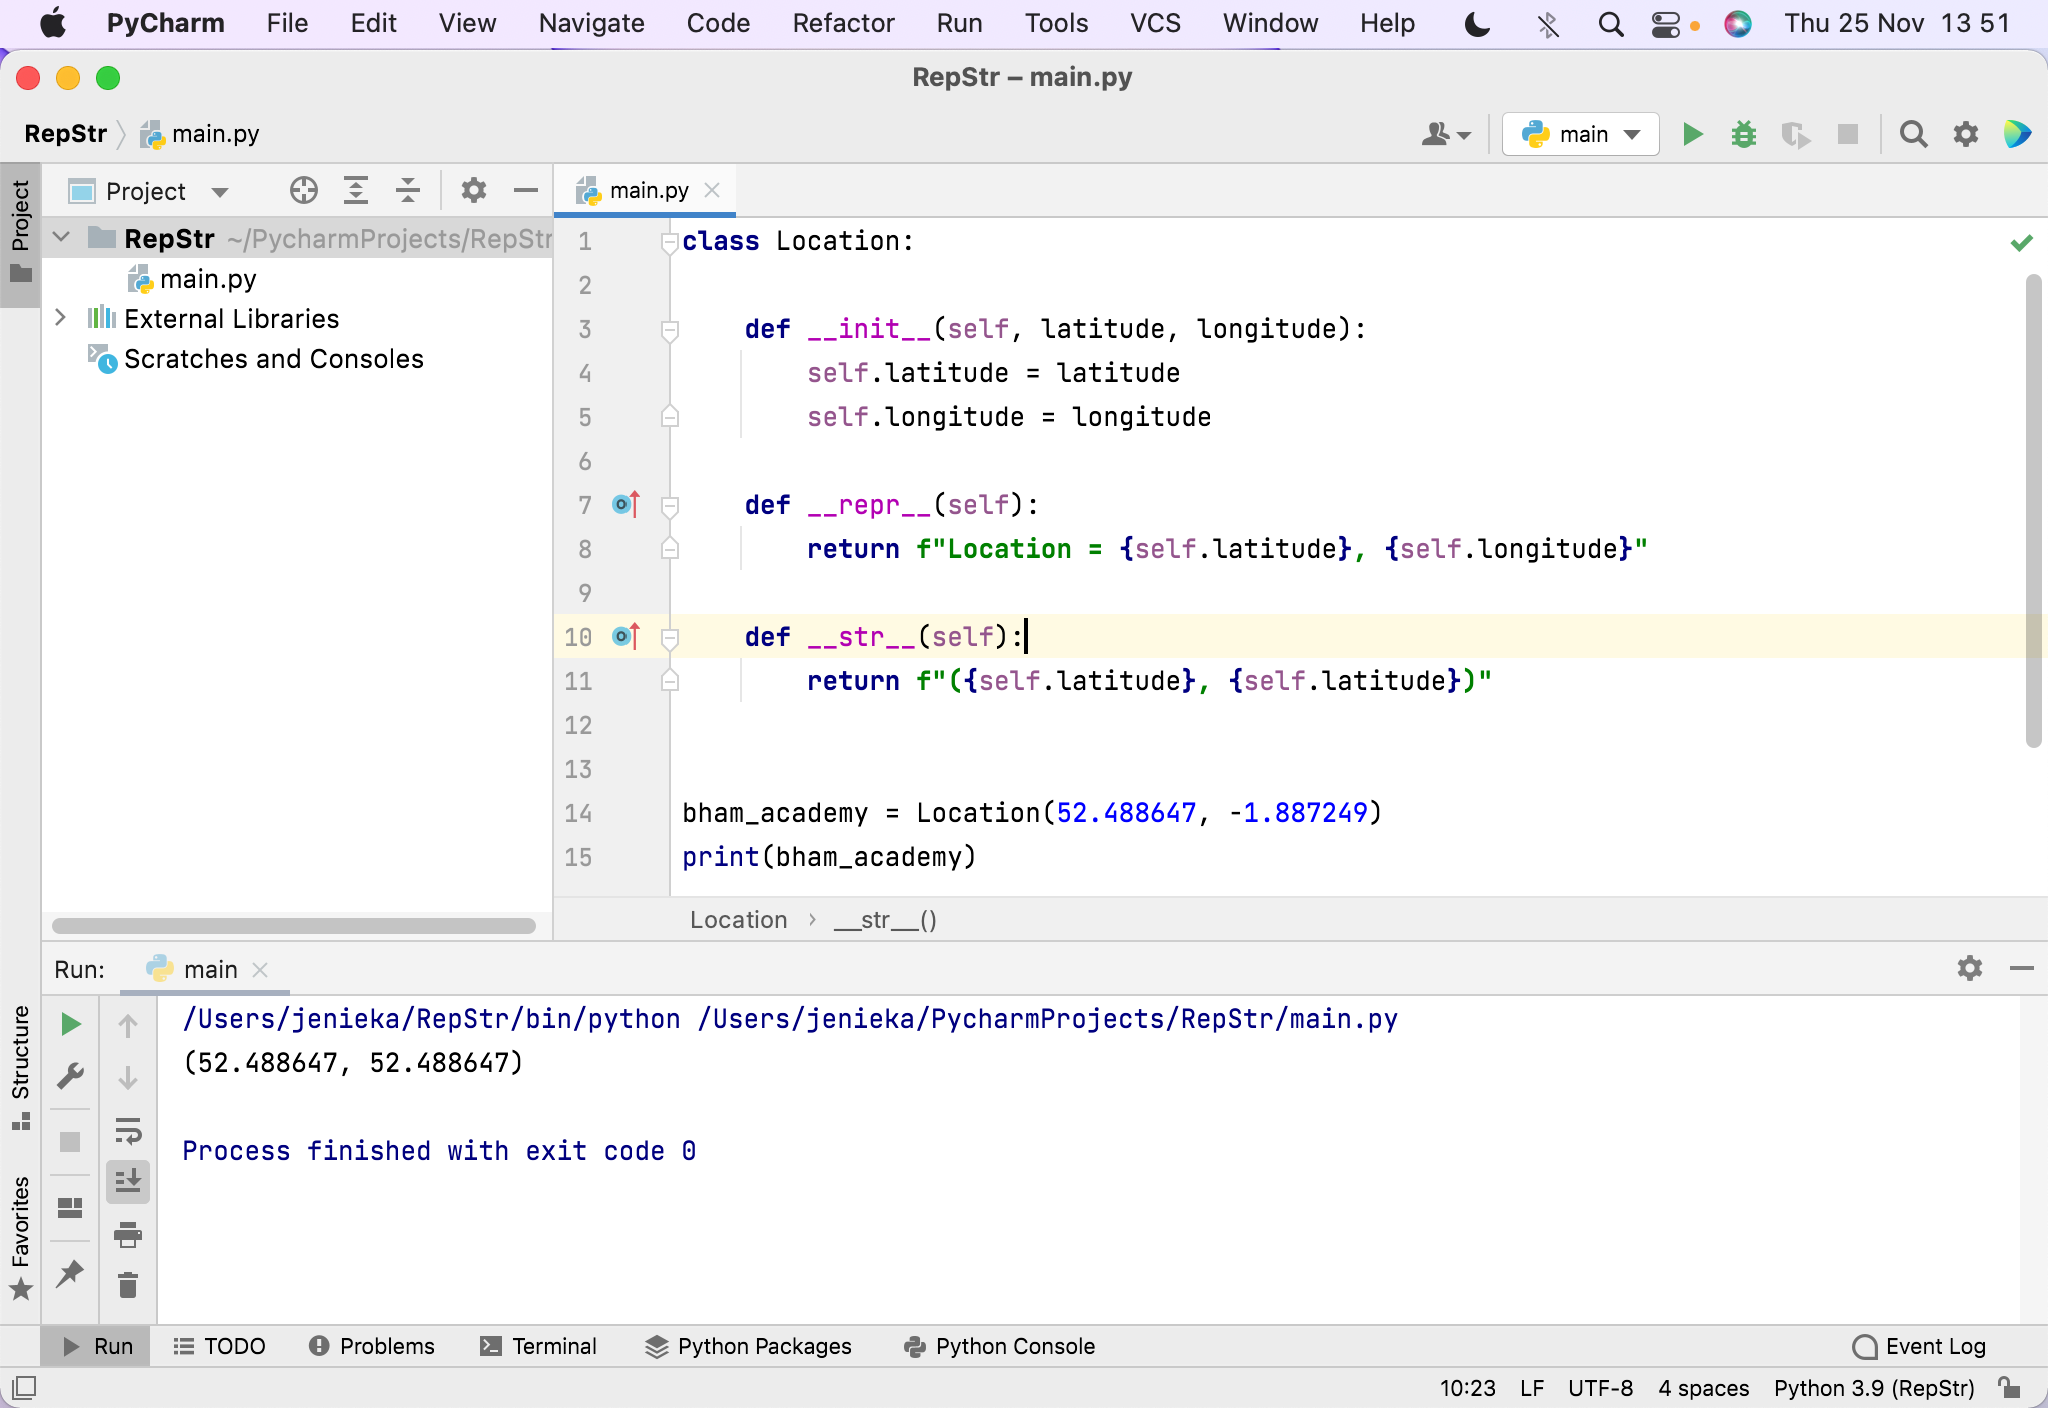 PyCharm File Edit View Navigate Code Refactor Run Tools VCS Window Help Thu 25 Nov 13 51
RepStr – main.py
RepStr main.py main
Project
Project main.py
RepStr ~/PycharmProjects/RepStr
main.py
External Libraries
Scratches and Consoles
1 class Location:
2
3 def __init__(self, latitude, longitude):
4 self.latitude = latitude
5 self.longitude = longitude
6
7 def __repr__(self):
8 return f"Location = {self.latitude}, {self.longitude}"
9
10 def __str__(self):
11 return f"({self.latitude}, {self.latitude})"
12
13
14 bham_academy = Location(52.488647, -1.887249)
15 print(bham_academy)
Location › __str__()
Run: main
/Users/jenieka/RepStr/bin/python /Users/jenieka/PycharmProjects/RepStr/main.py
(52.488647, 52.488647)
Process finished with exit code 0
Structure
Favorites
Run TODO Problems Terminal Python Packages Python Console Event Log
10:23 LF UTF-8 4 spaces Python 3.9 (RepStr)